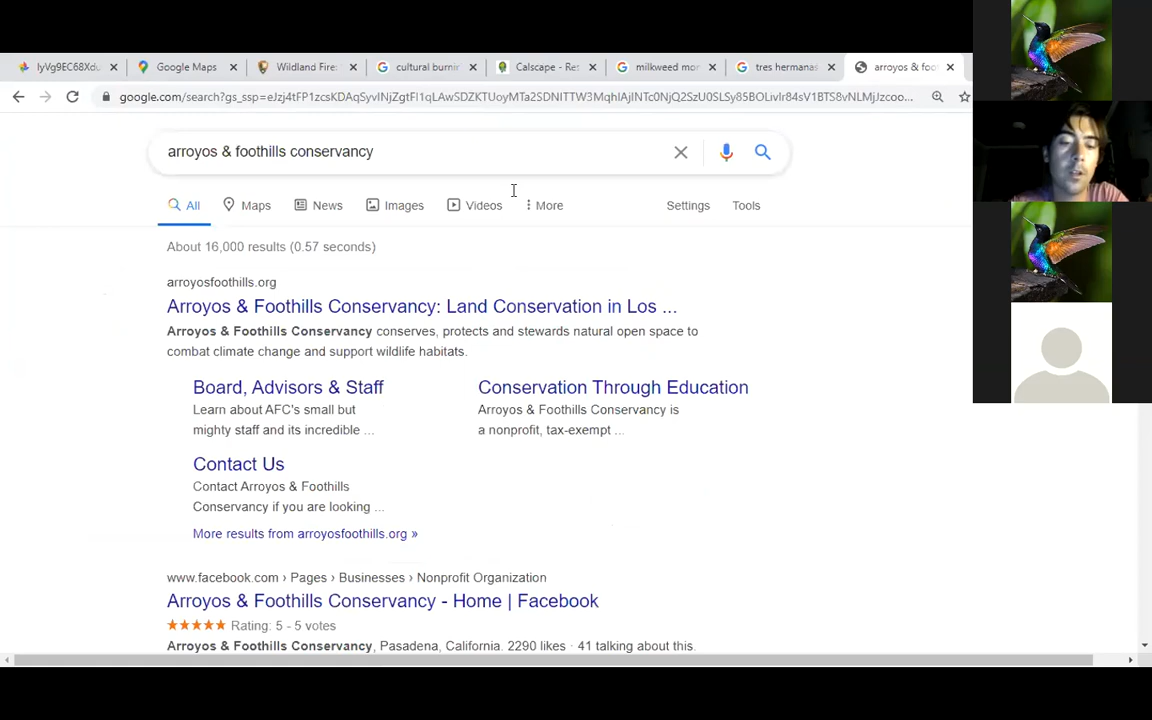 Google Maps
Wildland Fire:
cultural burnin
Calscape - Res
milkweed mor
tres hermanas
arroyos & foo
arroyos & foothills conservancy
All
Maps
News
Images
Videos
More
Settings
Tools
About 16,000 results (0.57 seconds)
arroyosfoothills.org
Arroyos & Foothills Conservancy: Land Conservation in Los ...
Arroyos & Foothills Conservancy conserves, protects and stewards natural open space to
combat climate change and support wildlife habitats.
Board, Advisors & Staff
Learn about AFC's small but
mighty staff and its incredible ...
Conservation Through Education
Arroyos & Foothills Conservancy is
a nonprofit, tax-exempt ...
Contact Us
Contact Arroyos & Foothills
Conservancy if you are looking ...
More results from arroyosfoothills.org »
www.facebook.com › Pages › Businesses › Nonprofit Organization
Arroyos & Foothills Conservancy - Home | Facebook
Rating: 5 - 5 votes
Arroyos & Foothills Conservancy, Pasadena, California. 2290 likes · 41 talking about this.